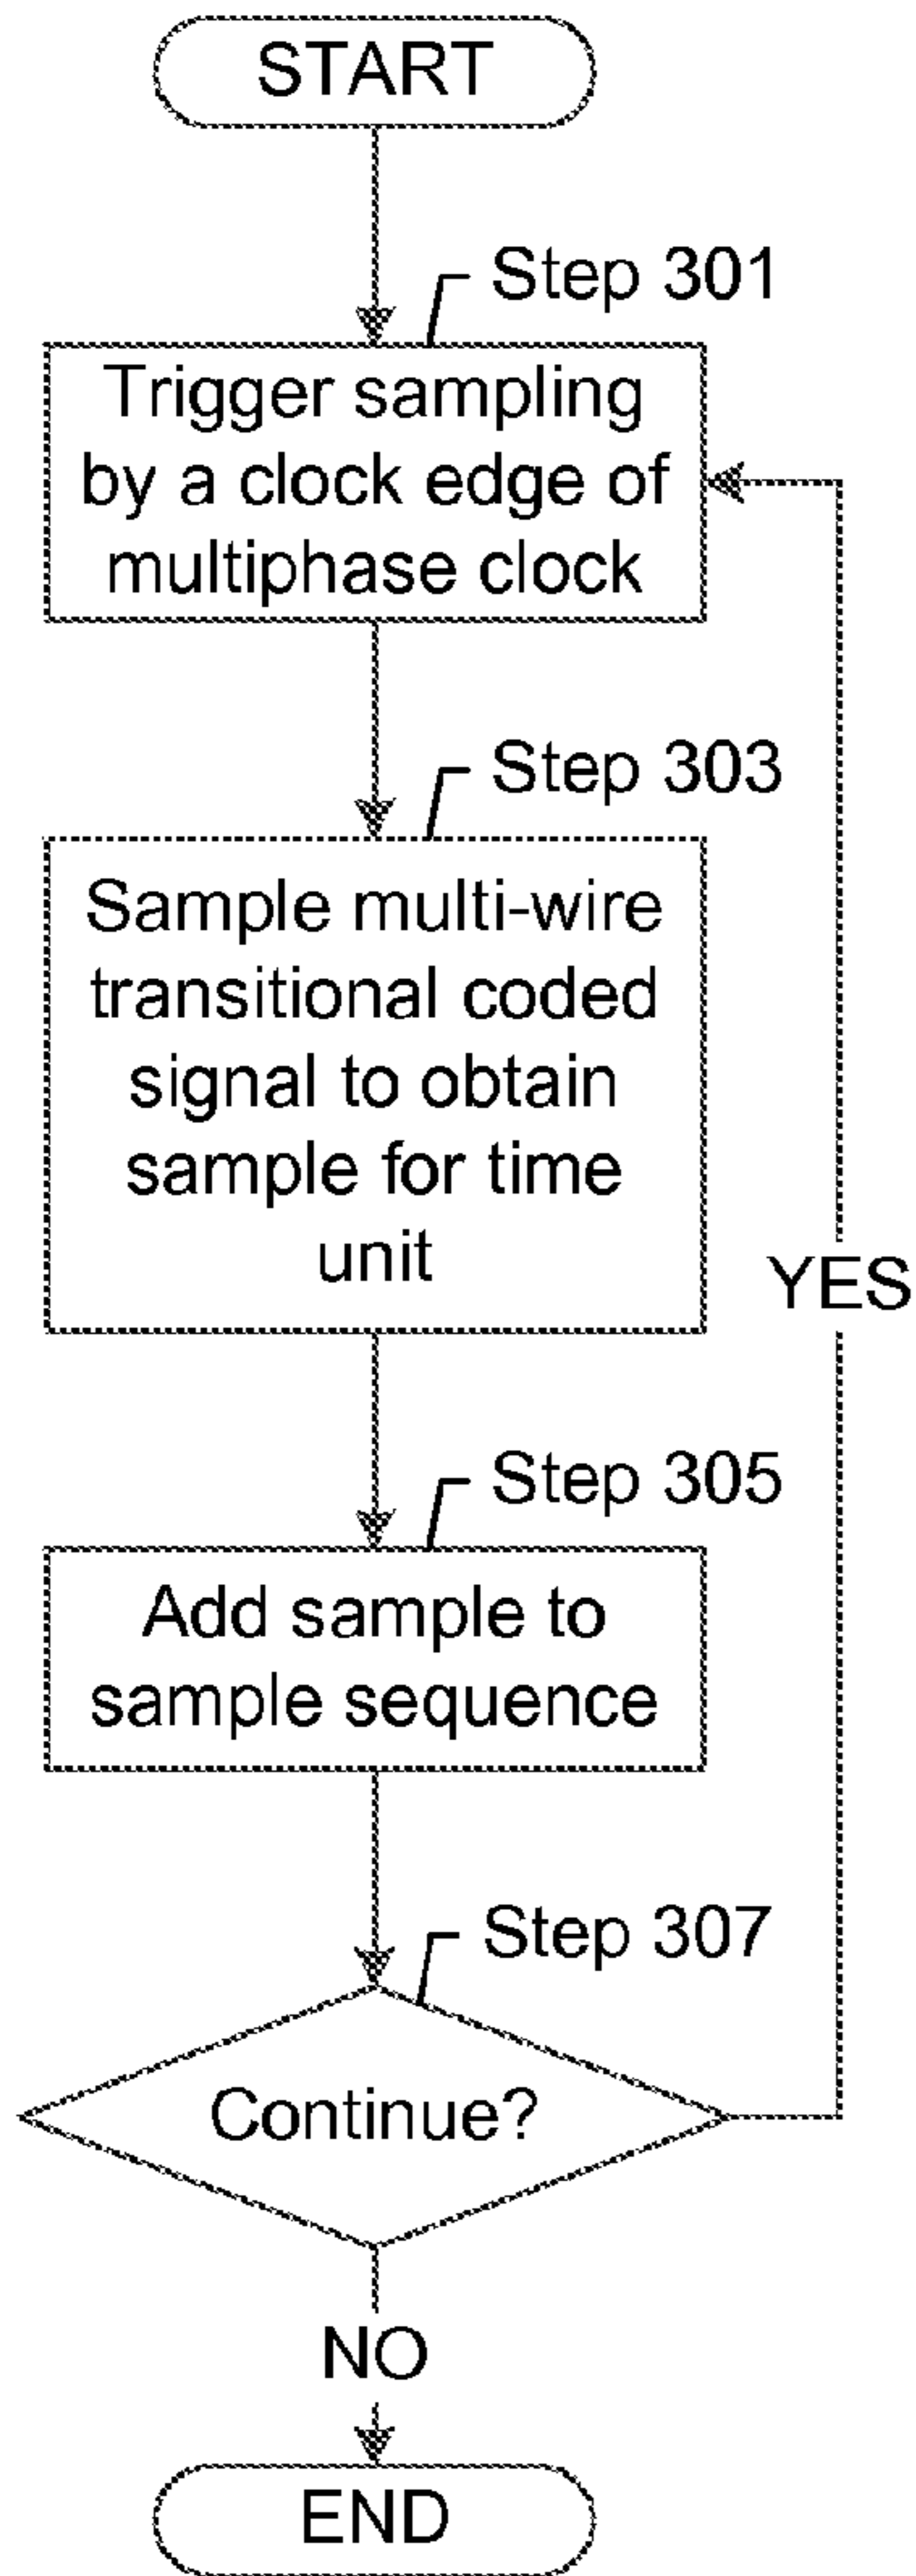 START
Step 301
Trigger sampling
by a clock edge of
multiphase clock
Step 303
Sample multi-wire
transitional coded
signal to obtain
sample for time
unit
YES
Step 305
Add sample to
sample sequence
Step 307
Continue?
NO
END